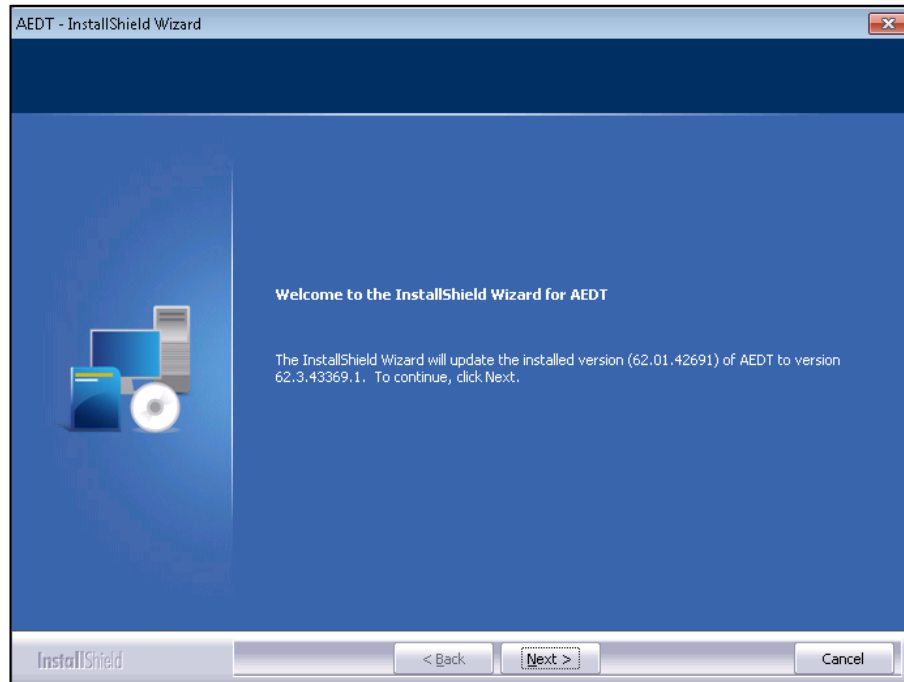 AEDT - InstallShield Wizard
Welcome to the InstallShield Wizard for AEDT
The InstallShield Wizard will update the installed version (62.01.42691) of AEDT to version
62.3.43369.1. To continue, click Next.
InstallShield
< Back
Next >
Cancel